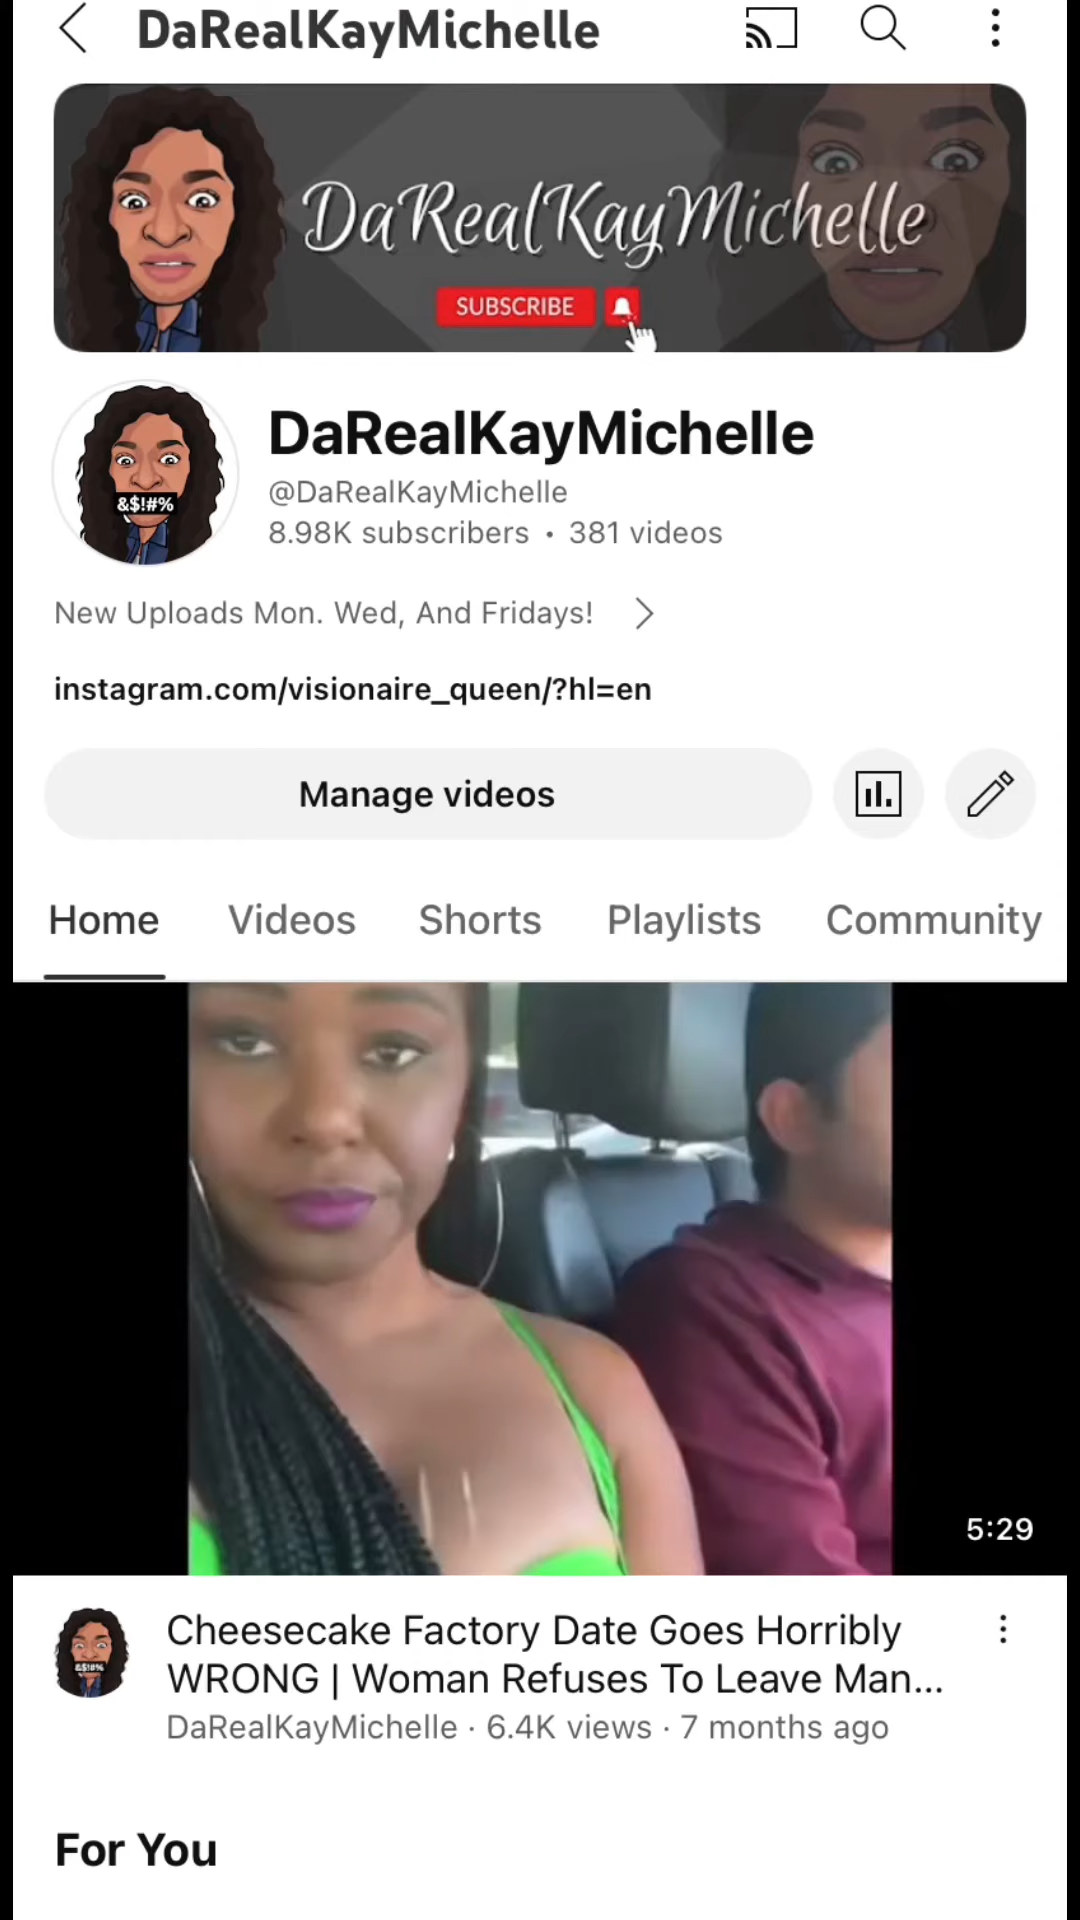 DaRealKayMichelle
DaRealKayMichelle
SUBSCRIBE
DaRealKayMichelle
&$!#%
@DaRealKayMichelle
8.98K subscribers • 381 videos
New Uploads Mon. Wed, And Fridays!
instagram.com/visionaire_queen/?hl=en
Manage videos
Home Videos Shorts Playlists Community
5:29
Cheesecake Factory Date Goes Horribly
WRONG | Woman Refuses To Leave Man...
&$!#%
DaRealKayMichelle · 6.4K views · 7 months ago
For You